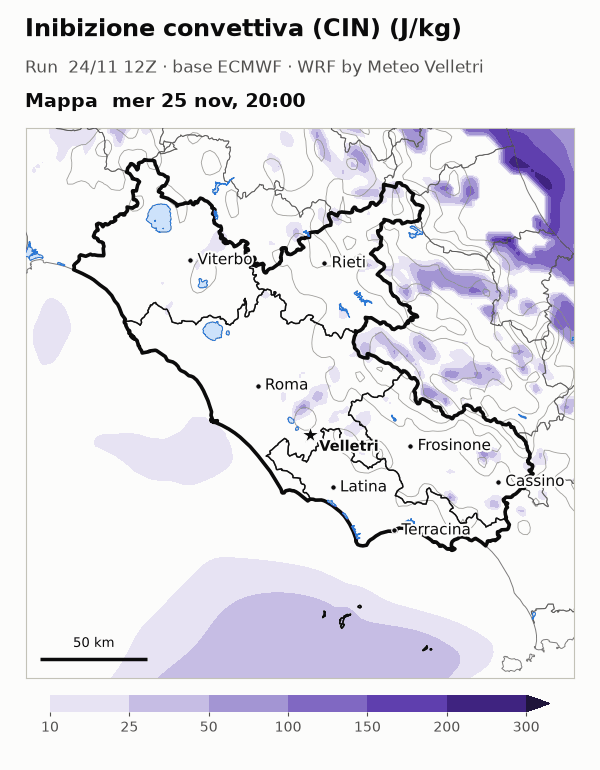 Inibizione convettiva (CIN) (J/kg)
Run  24/11 12Z · base ECMWF · WRF by Meteo Velletri
Mappa  mer 25 nov, 20:00
Viterbo
Rieti
Roma
Velletri
Frosinone
Cassino
Latina
Terracina
50 km
10 25 50 100 150 200 300